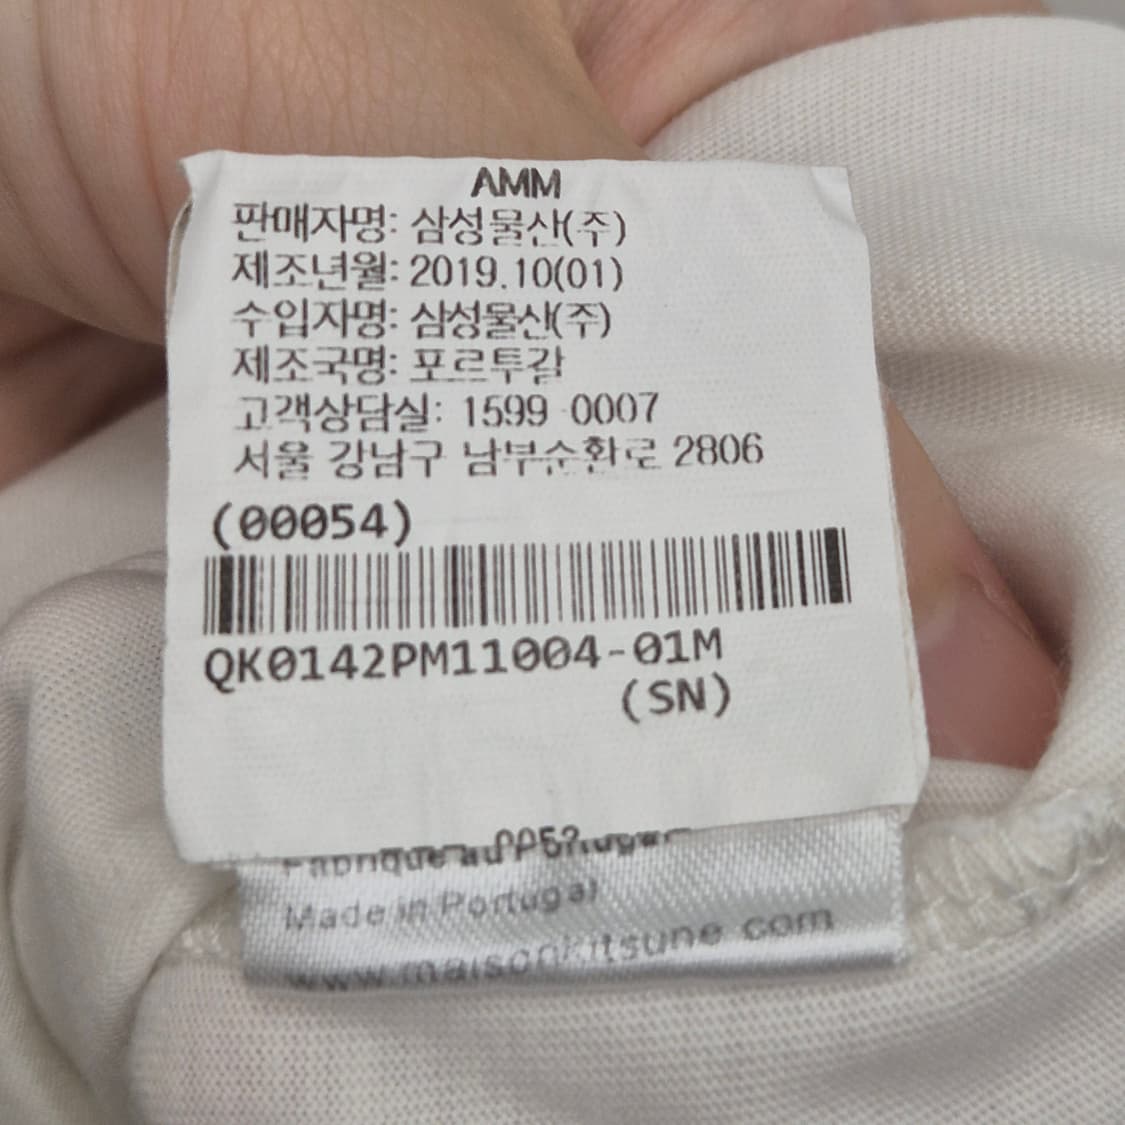 AMM
판매자명: 삼성물산(주)
제조년월: 2019.10(01)
수입자명: 삼성물산(주)
제조국명: 포르투갈
고객상담실: 1599 0007
서울 강남구 남부순환로 2806
(00054)
QK0142PM11004-01M
(SN)
Fabriqué au Portugal
Made in Portugal
www.maisonkitsune com